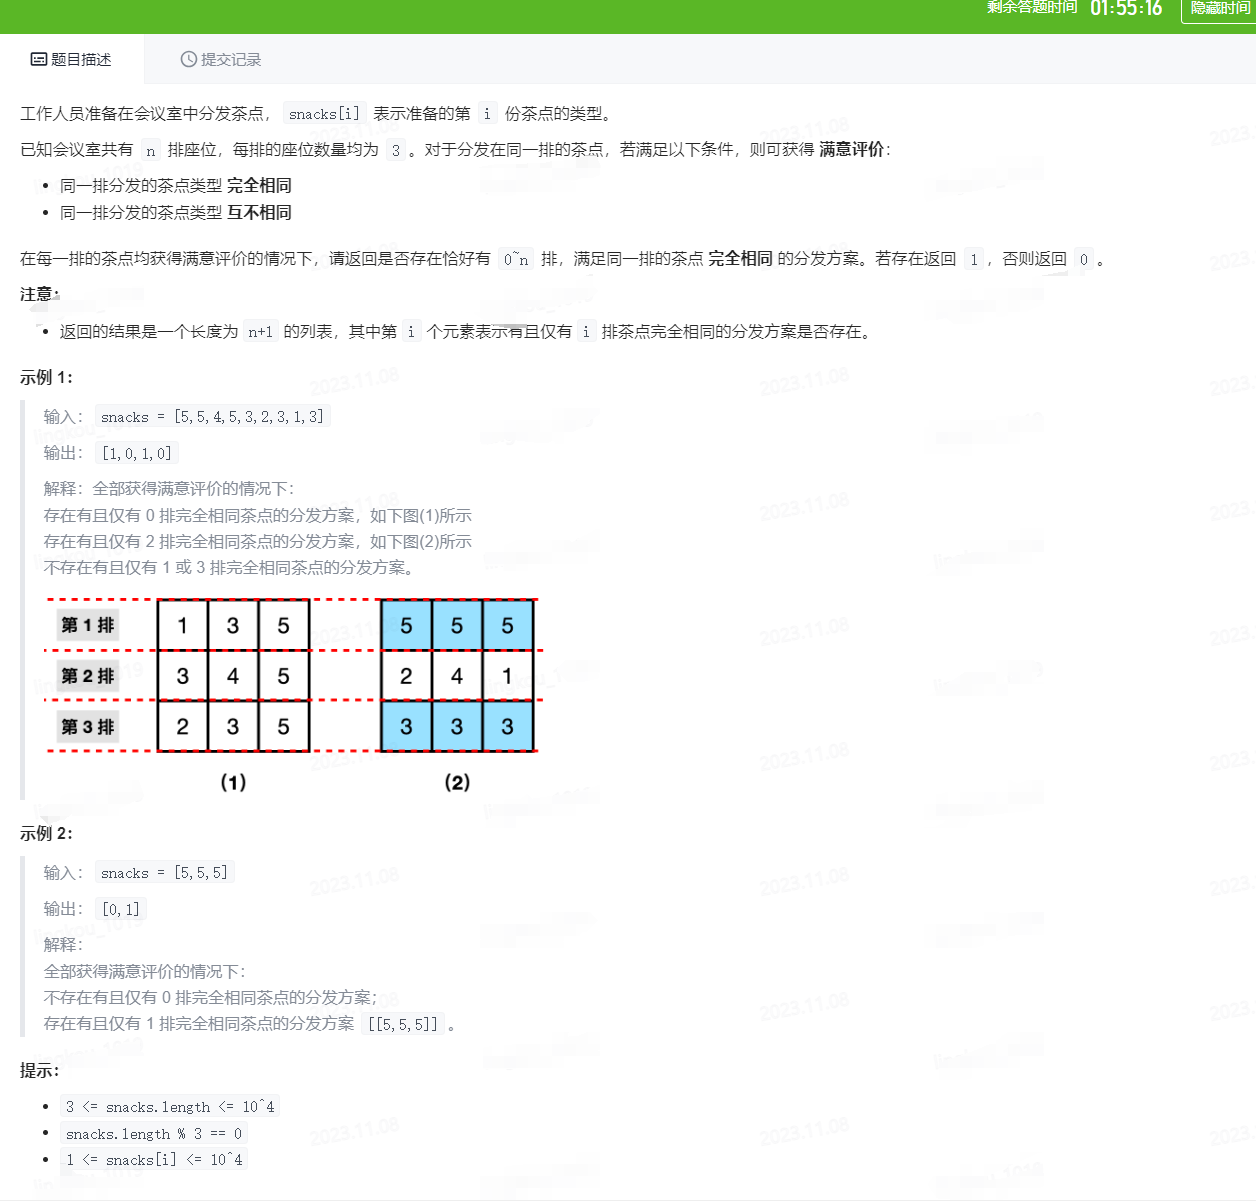 剩余答题时间 01:55:16 隐藏时间
题目描述 提交记录
工作人员准备在会议室中分发茶点， snacks[i] 表示准备的第 i 份茶点的类型。
已知会议室共有 n 排座位，每排的座位数量均为 3 。对于分发在同一排的茶点，若满足以下条件，则可获得 满意评价：
• 同一排分发的茶点类型 完全相同
• 同一排分发的茶点类型 互不相同
在每一排的茶点均获得满意评价的情况下，请返回是否存在恰好有 0~n 排，满足同一排的茶点 完全相同 的分发方案。若存在返回 1 ，否则返回 0 。
注意：
• 返回的结果是一个长度为 n+1 的列表，其中第 i 个元素表示有且仅有 i 排茶点完全相同的分发方案是否存在。
示例 1：
输入： snacks = [5,5,4,5,3,2,3,1,3]
输出： [1,0,1,0]
解释：全部获得满意评价的情况下：
存在有且仅有 0 排完全相同茶点的分发方案，如下图(1)所示
存在有且仅有 2 排完全相同茶点的分发方案，如下图(2)所示
不存在有且仅有 1 或 3 排完全相同茶点的分发方案。
第 1 排 1 3 5 5 5 5
第 2 排 3 4 5 2 4 1
第 3 排 2 3 5 3 3 3
(1) (2)
示例 2：
输入： snacks = [5,5,5]
输出： [0,1]
解释：
全部获得满意评价的情况下：
不存在有且仅有 0 排完全相同茶点的分发方案；
存在有且仅有 1 排完全相同茶点的分发方案 [[5,5,5]] 。
提示：
• 3 <= snacks.length <= 10^4
• snacks.length % 3 == 0
• 1 <= snacks[i] <= 10^4